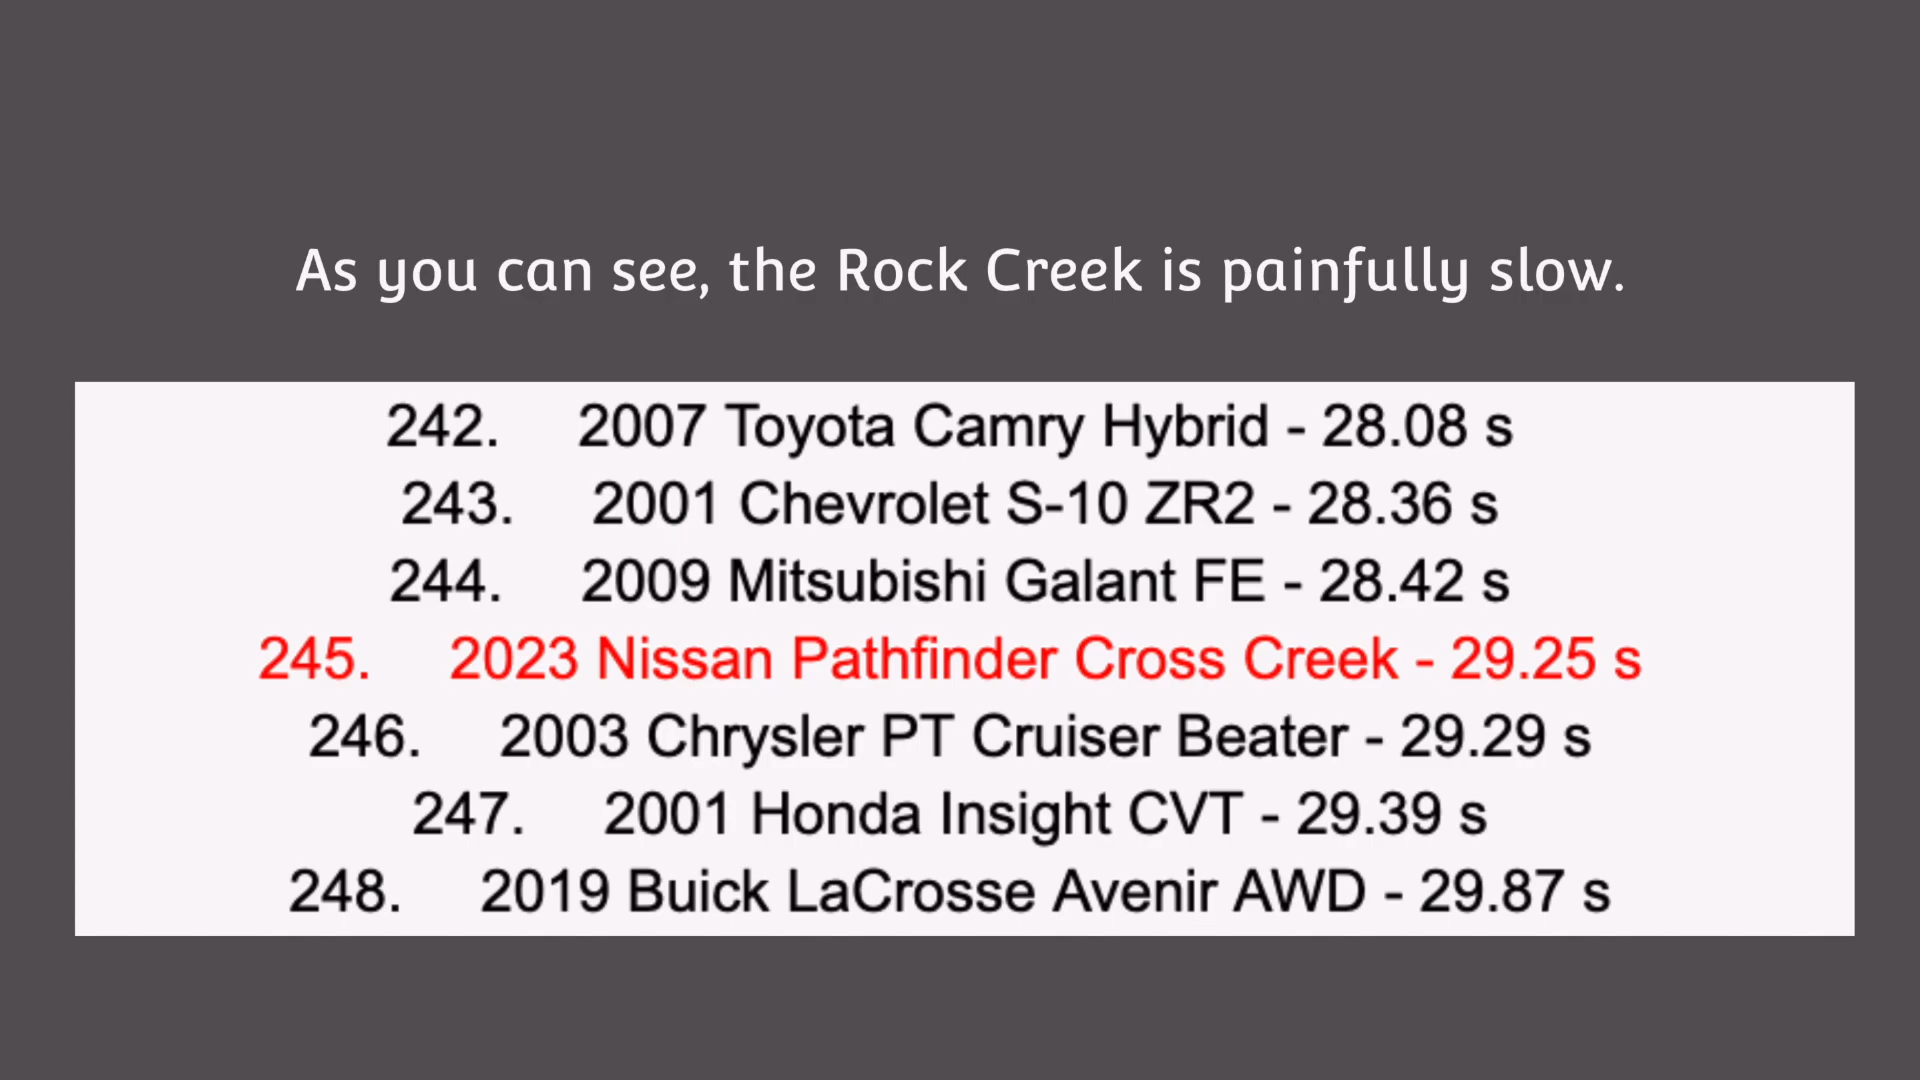 As you can see, the Rock Creek is painfully slow.
242. 2007 Toyota Camry Hybrid - 28.08 s
243. 2001 Chevrolet S-10 ZR2 - 28.36 s
244. 2009 Mitsubishi Galant FE - 28.42 s
245. 2023 Nissan Pathfinder Cross Creek - 29.25 s
246. 2003 Chrysler PT Cruiser Beater - 29.29 s
247. 2001 Honda Insight CVT - 29.39 s
248. 2019 Buick LaCrosse Avenir AWD - 29.87 s